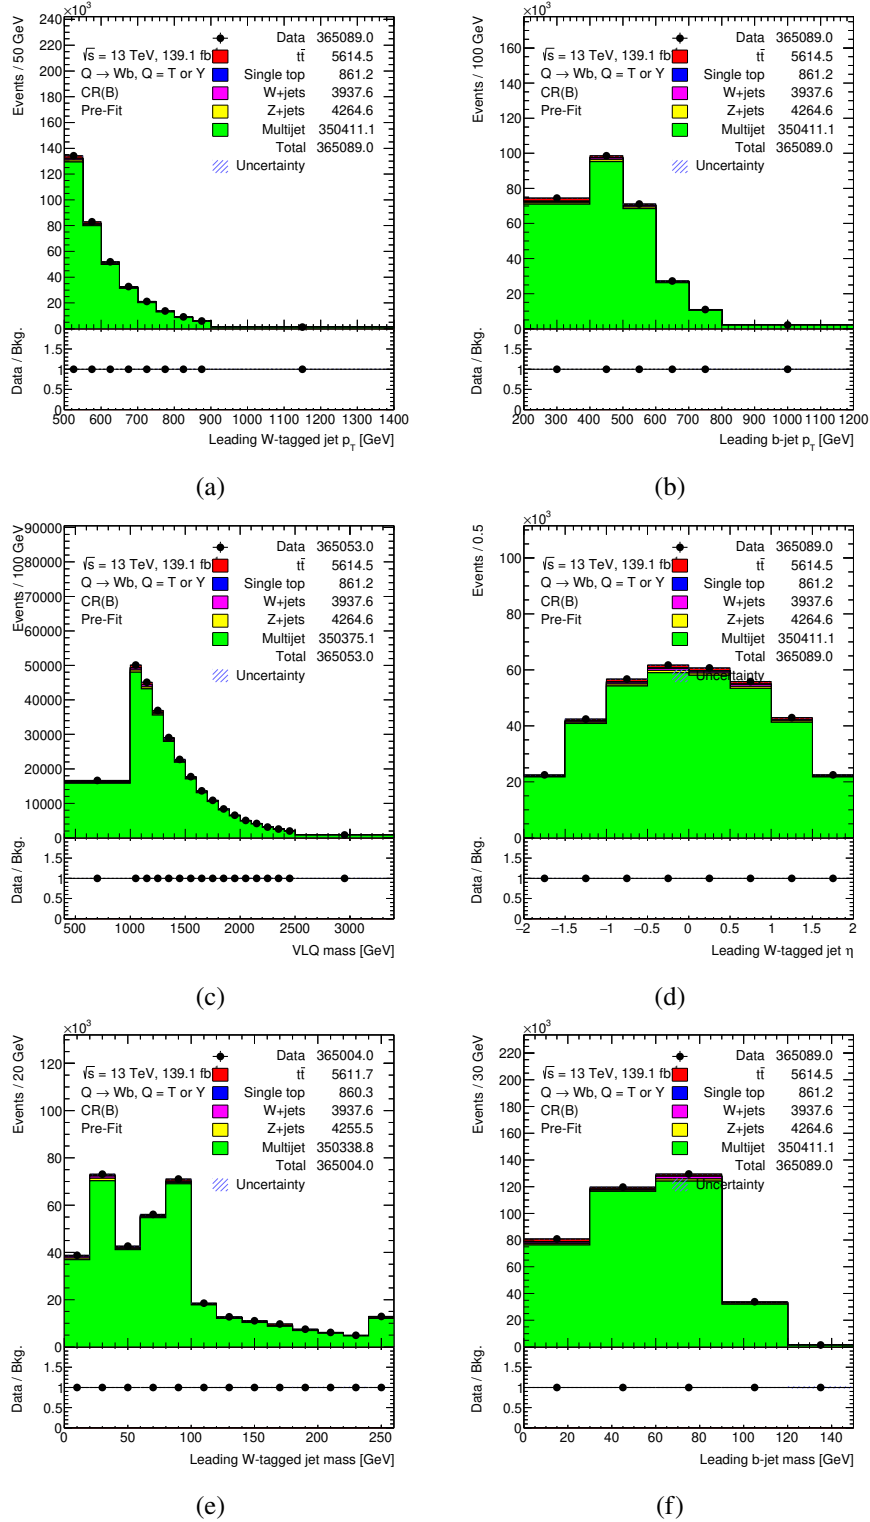 ×10³
Events / 50 GeV
240
220
200
180
160
140
120
100
80
60
40
20
0
√s = 13 TeV, 139.1 fb
Q → Wb, Q = T or Y
CR(B)
Pre-Fit
Data 365089.0
tt̄ 5614.5
Single top 861.2
W+jets 3937.6
Z+jets 4264.6
Multijet 350411.1
Total 365089.0
Uncertainty
Data / Bkg.
1.5
1
0.5
0
500 600 700 800 900 1000 1100 1200 1300 1400
Leading W-tagged jet p_T [GeV]
(a)
×10³
Events / 100 GeV
160
140
120
100
80
60
40
20
0
√s = 13 TeV, 139.1 fb
Q → Wb, Q = T or Y
CR(B)
Pre-Fit
Data 365089.0
tt̄ 5614.5
Single top 861.2
W+jets 3937.6
Z+jets 4264.6
Multijet 350411.1
Total 365089.0
Uncertainty
Data / Bkg.
1.5
1
0.5
0
200 300 400 500 600 700 800 900 1000 1100 1200
Leading b-jet p_T [GeV]
(b)
Events / 100 GeV
90000
80000
70000
60000
50000
40000
30000
20000
10000
0
√s = 13 TeV, 139.1 fb
Q → Wb, Q = T or Y
CR(B)
Pre-Fit
Data 365053.0
tt̄ 5614.5
Single top 861.2
W+jets 3937.6
Z+jets 4264.6
Multijet 350375.1
Total 365053.0
Uncertainty
Data / Bkg.
1.5
1
0.5
0
500 1000 1500 2000 2500 3000
VLQ mass [GeV]
(c)
×10³
Events / 0.5
100
80
60
40
20
0
√s = 13 TeV, 139.1 fb
Q → Wb, Q = T or Y
CR(B)
Pre-Fit
Data 365089.0
tt̄ 5614.5
Single top 861.2
W+jets 3937.6
Z+jets 4264.6
Multijet 350411.1
Total 365089.0
Uncertainty
Data / Bkg.
1.5
1
0.5
0
−2 −1.5 −1 −0.5 0 0.5 1 1.5 2
Leading W-tagged jet η
(d)
×10³
Events / 20 GeV
120
100
80
60
40
20
0
√s = 13 TeV, 139.1 fb
Q → Wb, Q = T or Y
CR(B)
Pre-Fit
Data 365004.0
tt̄ 5611.7
Single top 860.3
W+jets 3937.6
Z+jets 4255.5
Multijet 350338.8
Total 365004.0
Uncertainty
Data / Bkg.
1.5
1
0.5
0
0 50 100 150 200 250
Leading W-tagged jet mass [GeV]
(e)
×10³
Events / 30 GeV
220
200
180
160
140
120
100
80
60
40
20
0
√s = 13 TeV, 139.1 fb
Q → Wb, Q = T or Y
CR(B)
Pre-Fit
Data 365089.0
tt̄ 5614.5
Single top 861.2
W+jets 3937.6
Z+jets 4264.6
Multijet 350411.1
Total 365089.0
Uncertainty
Data / Bkg.
1.5
1
0.5
0
0 20 40 60 80 100 120 140
Leading b-jet mass [GeV]
(f)